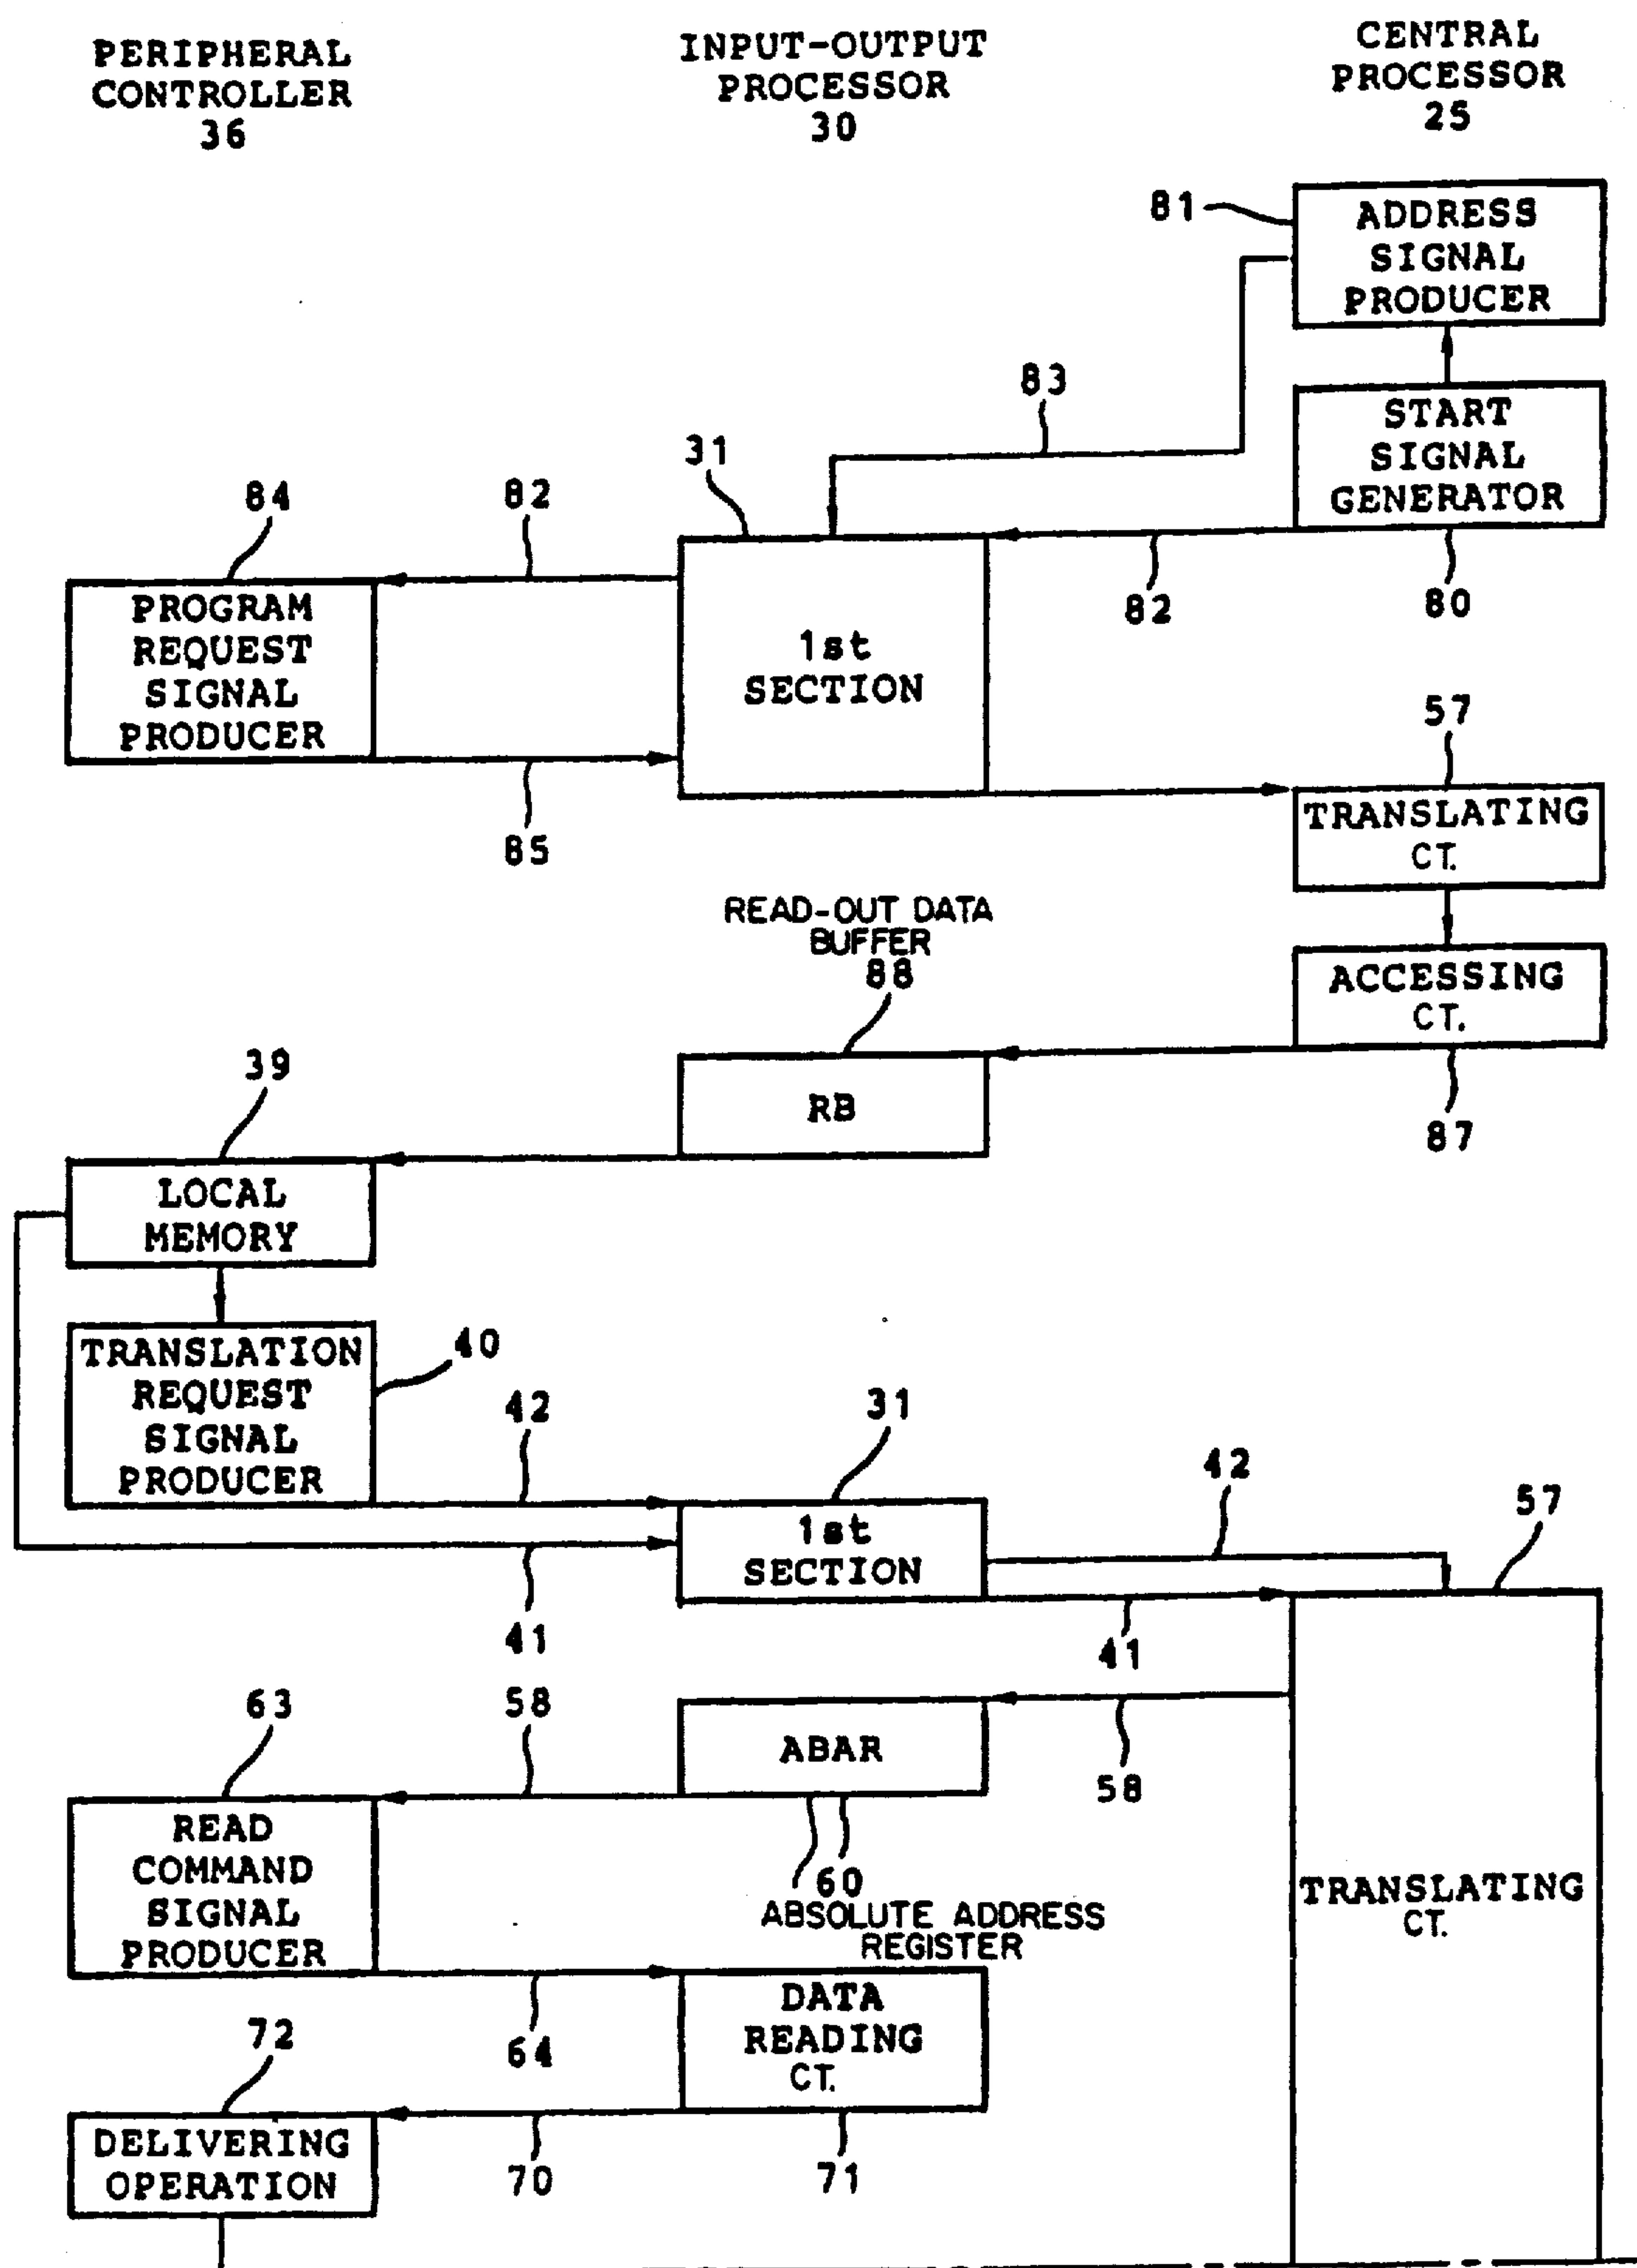 PERIPHERAL
CONTROLLER
36
INPUT-OUTPUT
PROCESSOR
30
CENTRAL
PROCESSOR
25
81
ADDRESS
SIGNAL
PRODUCER
83
START
SIGNAL
GENERATOR
31
84
82
82
80
PROGRAM
REQUEST
SIGNAL
PRODUCER
1st
SECTION
85
57
TRANSLATING
CT.
READ-OUT DATA
BUFFER
88
ACCESSING
CT.
87
39
RB
LOCAL
MEMORY
TRANSLATION
REQUEST
SIGNAL
PRODUCER
40
42
31
42
57
1st
SECTION
41
41
63
58
ABAR
58
READ
COMMAND
SIGNAL
PRODUCER
60
ABSOLUTE ADDRESS
REGISTER
TRANSLATING
CT.
64
DATA
READING
CT.
72
DELIVERING
OPERATION
70
71